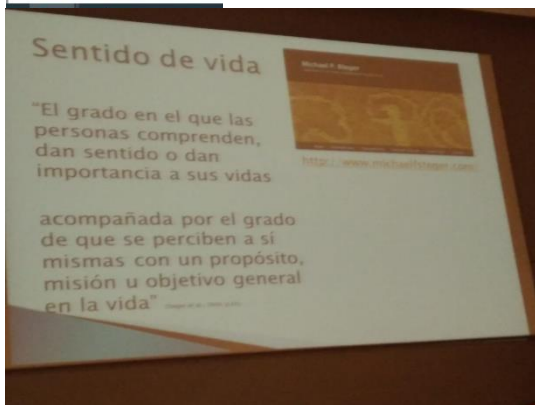 Sentido de vida
Michael F. Steger
"El grado en el que las
personas comprenden,
dan sentido o dan
importancia a sus vidas
http://www.michaelfsteger.com/
acompañada por el grado
de que se perciben a sí
mismas con un propósito,
misión u objetivo general
en la vida"